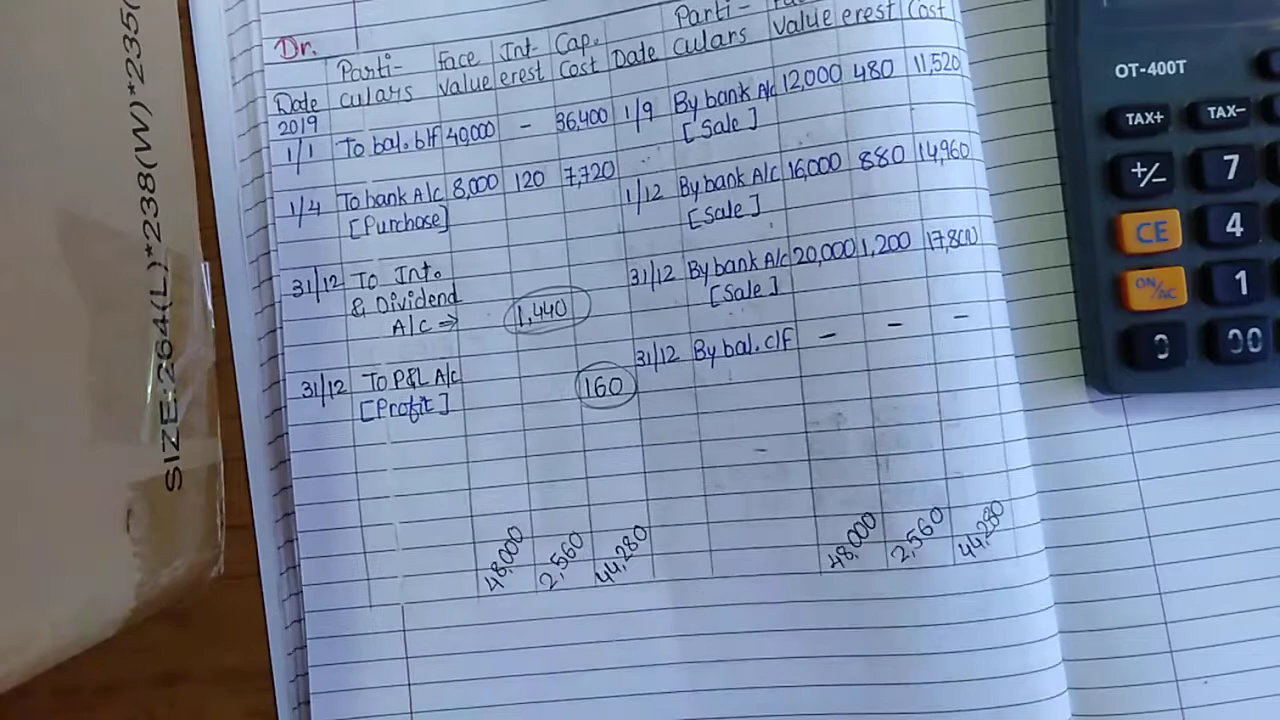 Dr.
Date Parti- culars Face value Int- erest Cap. Cost Date Parti- culars value erest Cost
2019
1/1 To bal. b/f 40,000 - 36,400 1/9 By bank A/c 12,000 480 11,520
[Sale]
1/4 To bank A/c 8,000 120 7,720 1/12 By bank A/c 16,000 880 14,960
[Purchase] [Sale]
31/12 To Int. 31/12 By bank A/c 20,000 1,200
& Dividend [Sale]
A/c ⇒ 1,440
31/12 By bal. c/f - - -
31/12 To P&L A/c 160
[Profit]
48,000 2,560 44,280 48,000 2,560 44,280
SIZE:264(L)*238(W)*235(
OT-400T
TAX+ TAX-
+/- 7
CE 4
ON/AC 1
0 00